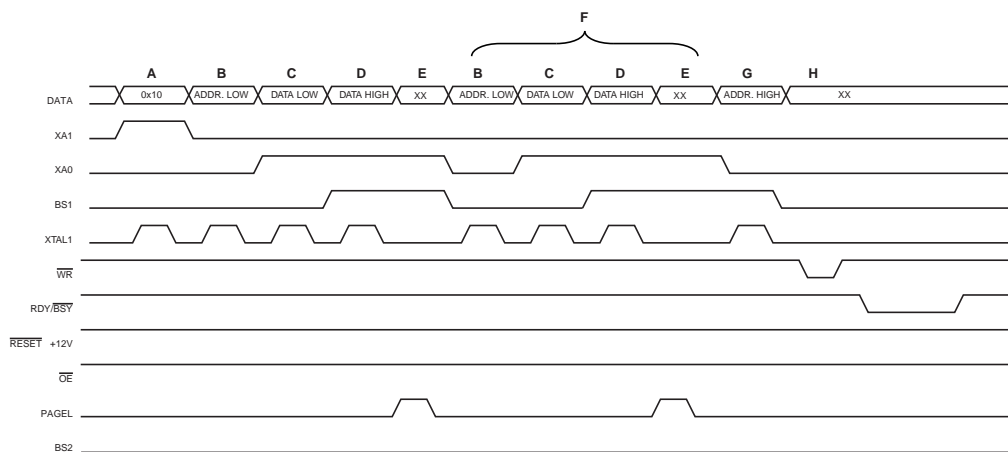 F
A B C D E B C D E G H
DATA 0x10 ADDR. LOW DATA LOW DATA HIGH XX ADDR. LOW DATA LOW DATA HIGH XX ADDR. HIGH XX
XA1
XA0
BS1
XTAL1
WR
RDY/BSY
RESET +12V
OE
PAGEL
BS2